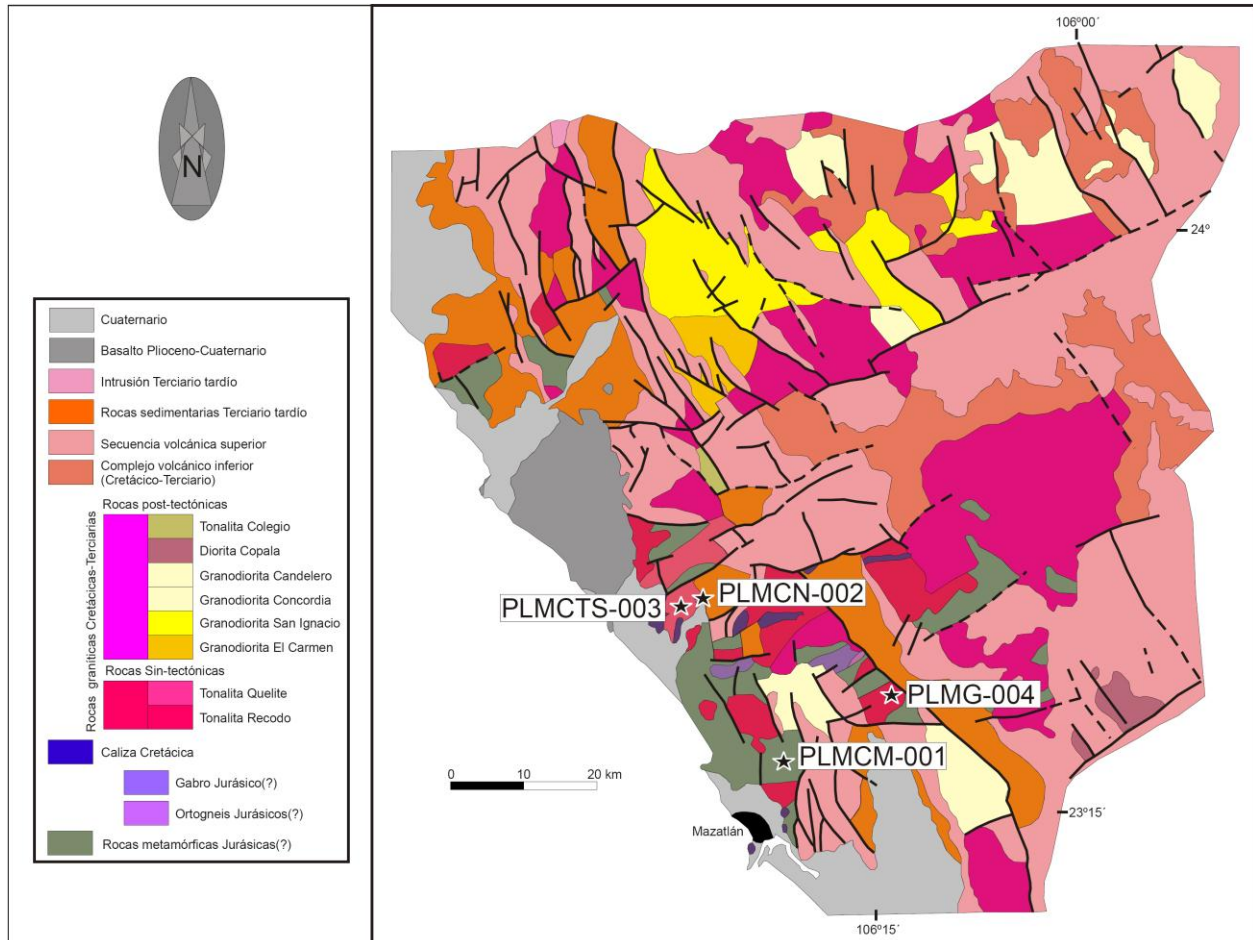 N
Cuaternario
Basalto Plioceno-Cuaternario
Intrusión Terciario tardío
Rocas sedimentarias Terciario tardío
Secuencia volcánica superior
Complejo volcánico inferior
(Cretácico-Terciario)
Rocas graníticas Cretácicas-Terciarias
Rocas post-tectónicas
Tonalita Colegio
Diorita Copala
Granodiorita Candelero
Granodiorita Concordia
Granodiorita San Ignacio
Granodiorita El Carmen
Rocas Sin-tectónicas
Tonalita Quelite
Tonalita Recodo
Caliza Cretácica
Gabro Jurásico(?)
Ortogneis Jurásicos(?)
Rocas metamórficas Jurásicas(?)
106º00´
24º
PLMCTS-003
PLMCN-002
PLMG-004
PLMCM-001
0 10 20 km
Mazatlán
23º15´
106º15´